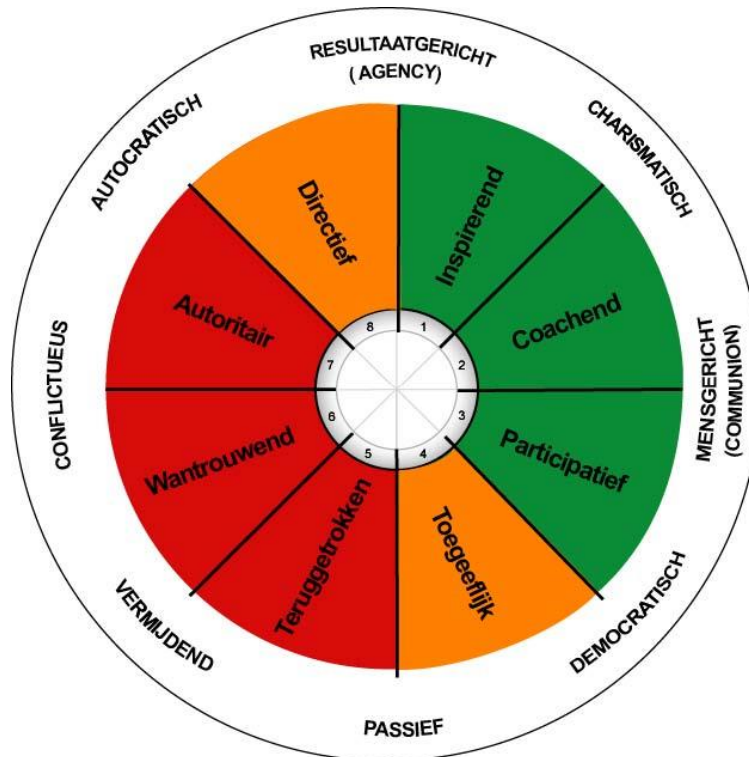 RESULTAATGERICHT
( AGENCY)
CHARISMATISCH
MENSGERICHT
(COMMUNION)
DEMOCRATISCH
PASSIEF
VERMIJDEND
CONFLICTUEUS
AUTOCRATISCH
Inspirerend
Coachend
Participatief
Toegeeflijk
Teruggetrokken
Wantrouwend
Autoritair
Directief
1
2
3
4
5
6
7
8